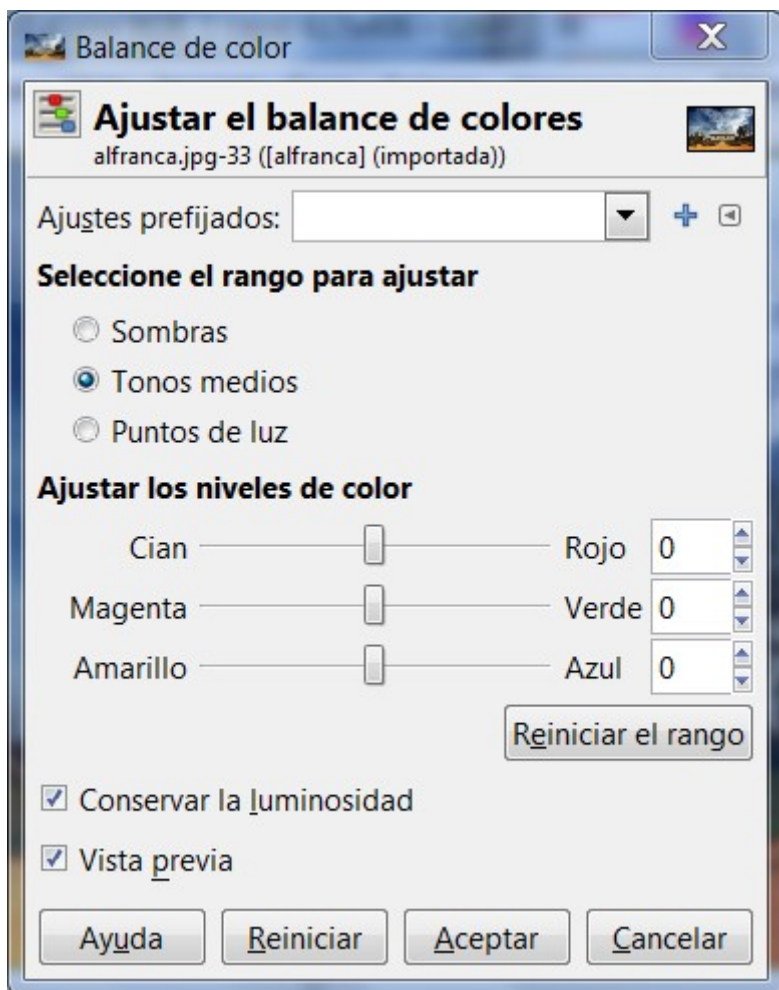 Balance de color
Ajustar el balance de colores
alfranca.jpg-33 ([alfranca] (importada))
Ajustes prefijados:
Seleccione el rango para ajustar
Sombras
Tonos medios
Puntos de luz
Ajustar los niveles de color
Cian Rojo 0
Magenta Verde 0
Amarillo Azul 0
Reiniciar el rango
Conservar la luminosidad
Vista previa
Ayuda Reiniciar Aceptar Cancelar